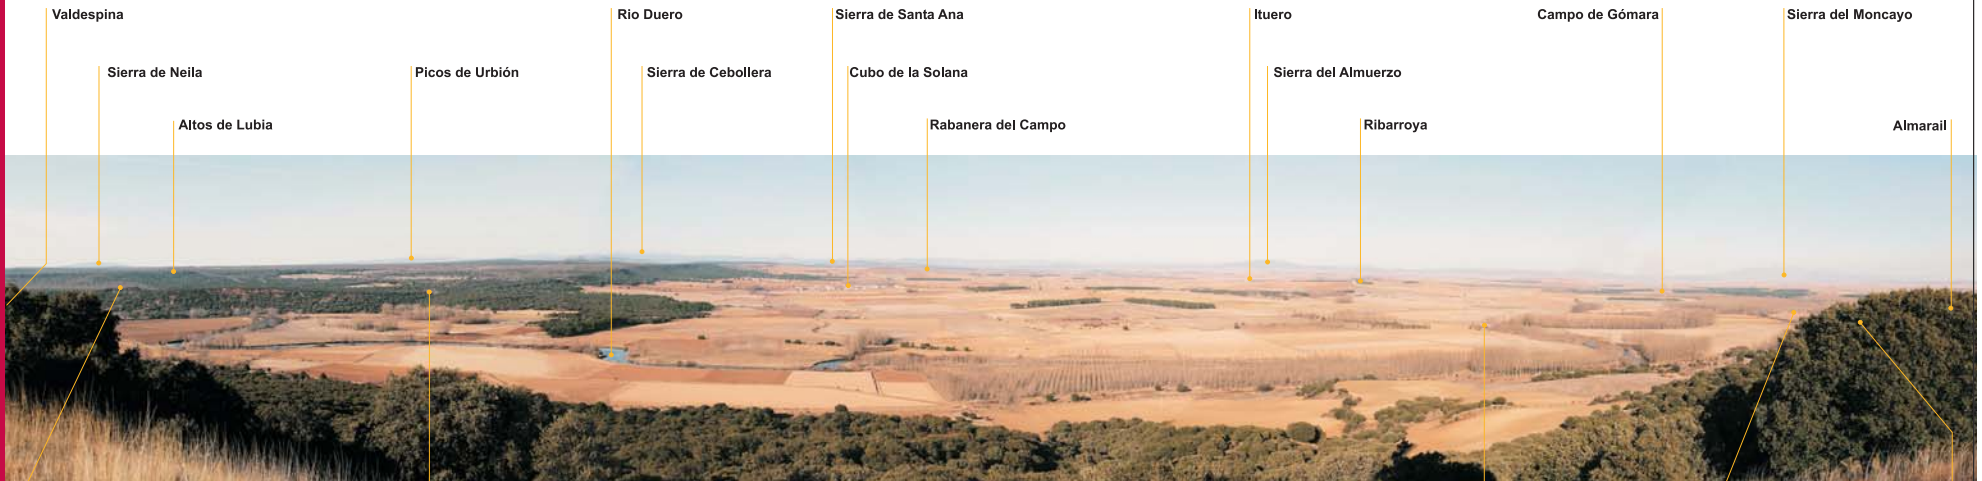 Valdespina Rio Duero Sierra de Santa Ana Ituero Campo de Gómara Sierra del Moncayo
Sierra de Neila Picos de Urbión Sierra de Cebollera Cubo de la Solana Sierra del Almuerzo
Altos de Lubia Rabanera del Campo Ribarroya Almarail